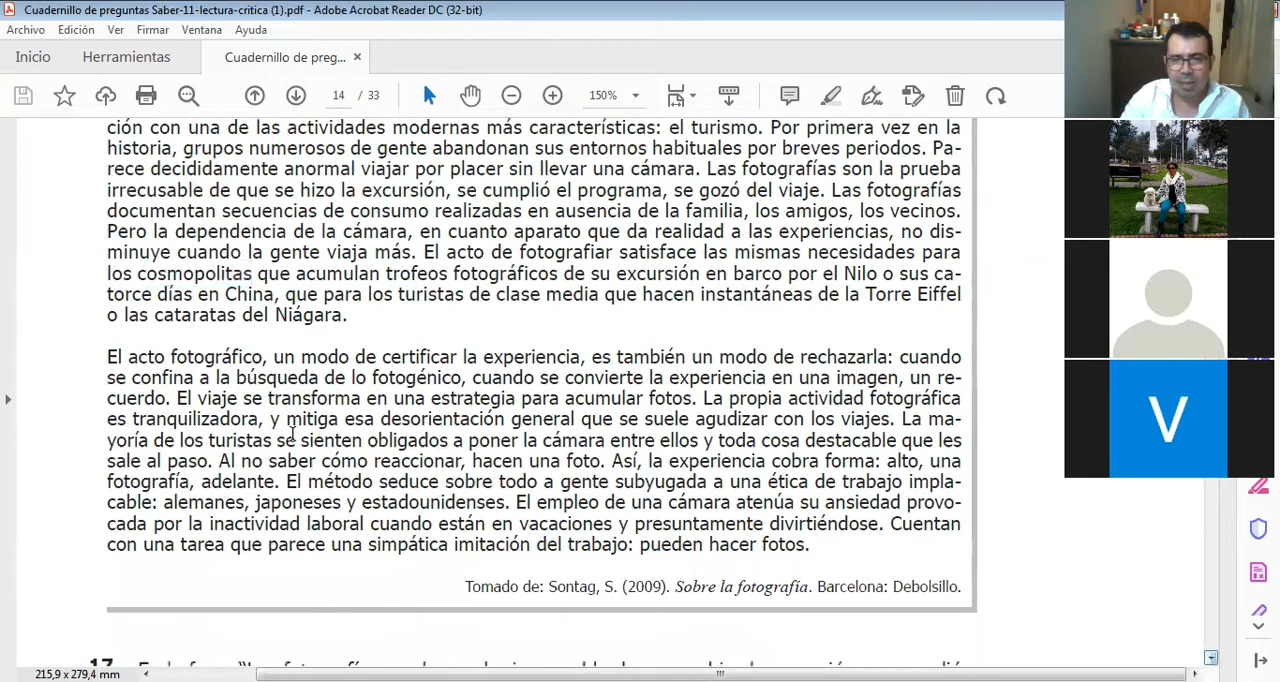 Cuadernillo de preguntas Saber-11-lectura-critica (1).pdf - Adobe Acrobat Reader DC (32-bit)
Archivo Edición Ver Firmar Ventana Ayuda
Inicio Herramientas Cuadernillo de preg... ×
14 / 33 150%
ción con una de las actividades modernas más características: el turismo. Por primera vez en la
historia, grupos numerosos de gente abandonan sus entornos habituales por breves periodos. Pa-
rece decididamente anormal viajar por placer sin llevar una cámara. Las fotografías son la prueba
irrecusable de que se hizo la excursión, se cumplió el programa, se gozó del viaje. Las fotografías
documentan secuencias de consumo realizadas en ausencia de la familia, los amigos, los vecinos.
Pero la dependencia de la cámara, en cuanto aparato que da realidad a las experiencias, no dis-
minuye cuando la gente viaja más. El acto de fotografiar satisface las mismas necesidades para
los cosmopolitas que acumulan trofeos fotográficos de su excursión en barco por el Nilo o sus ca-
torce días en China, que para los turistas de clase media que hacen instantáneas de la Torre Eiffel
o las cataratas del Niágara.
El acto fotográfico, un modo de certificar la experiencia, es también un modo de rechazarla: cuando
se confina a la búsqueda de lo fotogénico, cuando se convierte la experiencia en una imagen, un re-
cuerdo. El viaje se transforma en una estrategia para acumular fotos. La propia actividad fotográfica
es tranquilizadora, y mitiga esa desorientación general que se suele agudizar con los viajes. La ma-
yoría de los turistas se sienten obligados a poner la cámara entre ellos y toda cosa destacable que les
sale al paso. Al no saber cómo reaccionar, hacen una foto. Así, la experiencia cobra forma: alto, una
fotografía, adelante. El método seduce sobre todo a gente subyugada a una ética de trabajo impla-
cable: alemanes, japoneses y estadounidenses. El empleo de una cámara atenúa su ansiedad provo-
cada por la inactividad laboral cuando están en vacaciones y presuntamente divirtiéndose. Cuentan
con una tarea que parece una simpática imitación del trabajo: pueden hacer fotos.
Tomado de: Sontag, S. (2009). Sobre la fotografía. Barcelona: Debolsillo.
17
215,9 x 279,4 mm
V